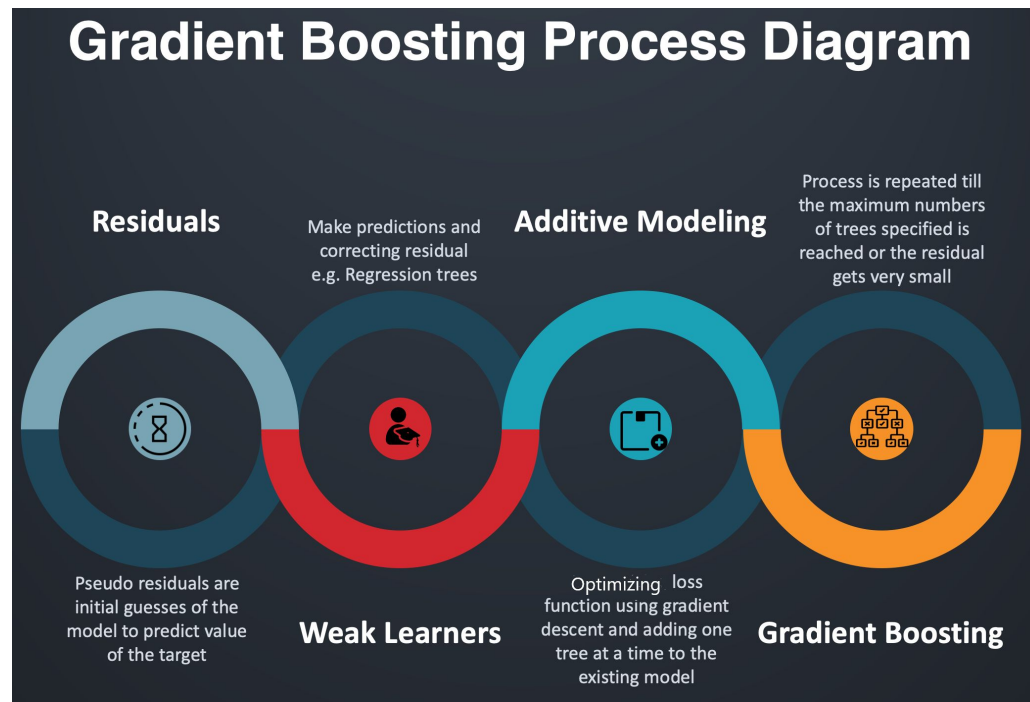 Gradient Boosting Process Diagram
Residuals
Pseudo residuals are
initial guesses of the
model to predict value
of the target
Make predictions and
correcting residual
e.g. Regression trees
Weak Learners
Additive Modeling
Optimizing loss
function using gradient
descent and adding one
tree at a time to the
existing model
Process is repeated till
the maximum numbers
of trees specified is
reached or the residual
gets very small
Gradient Boosting